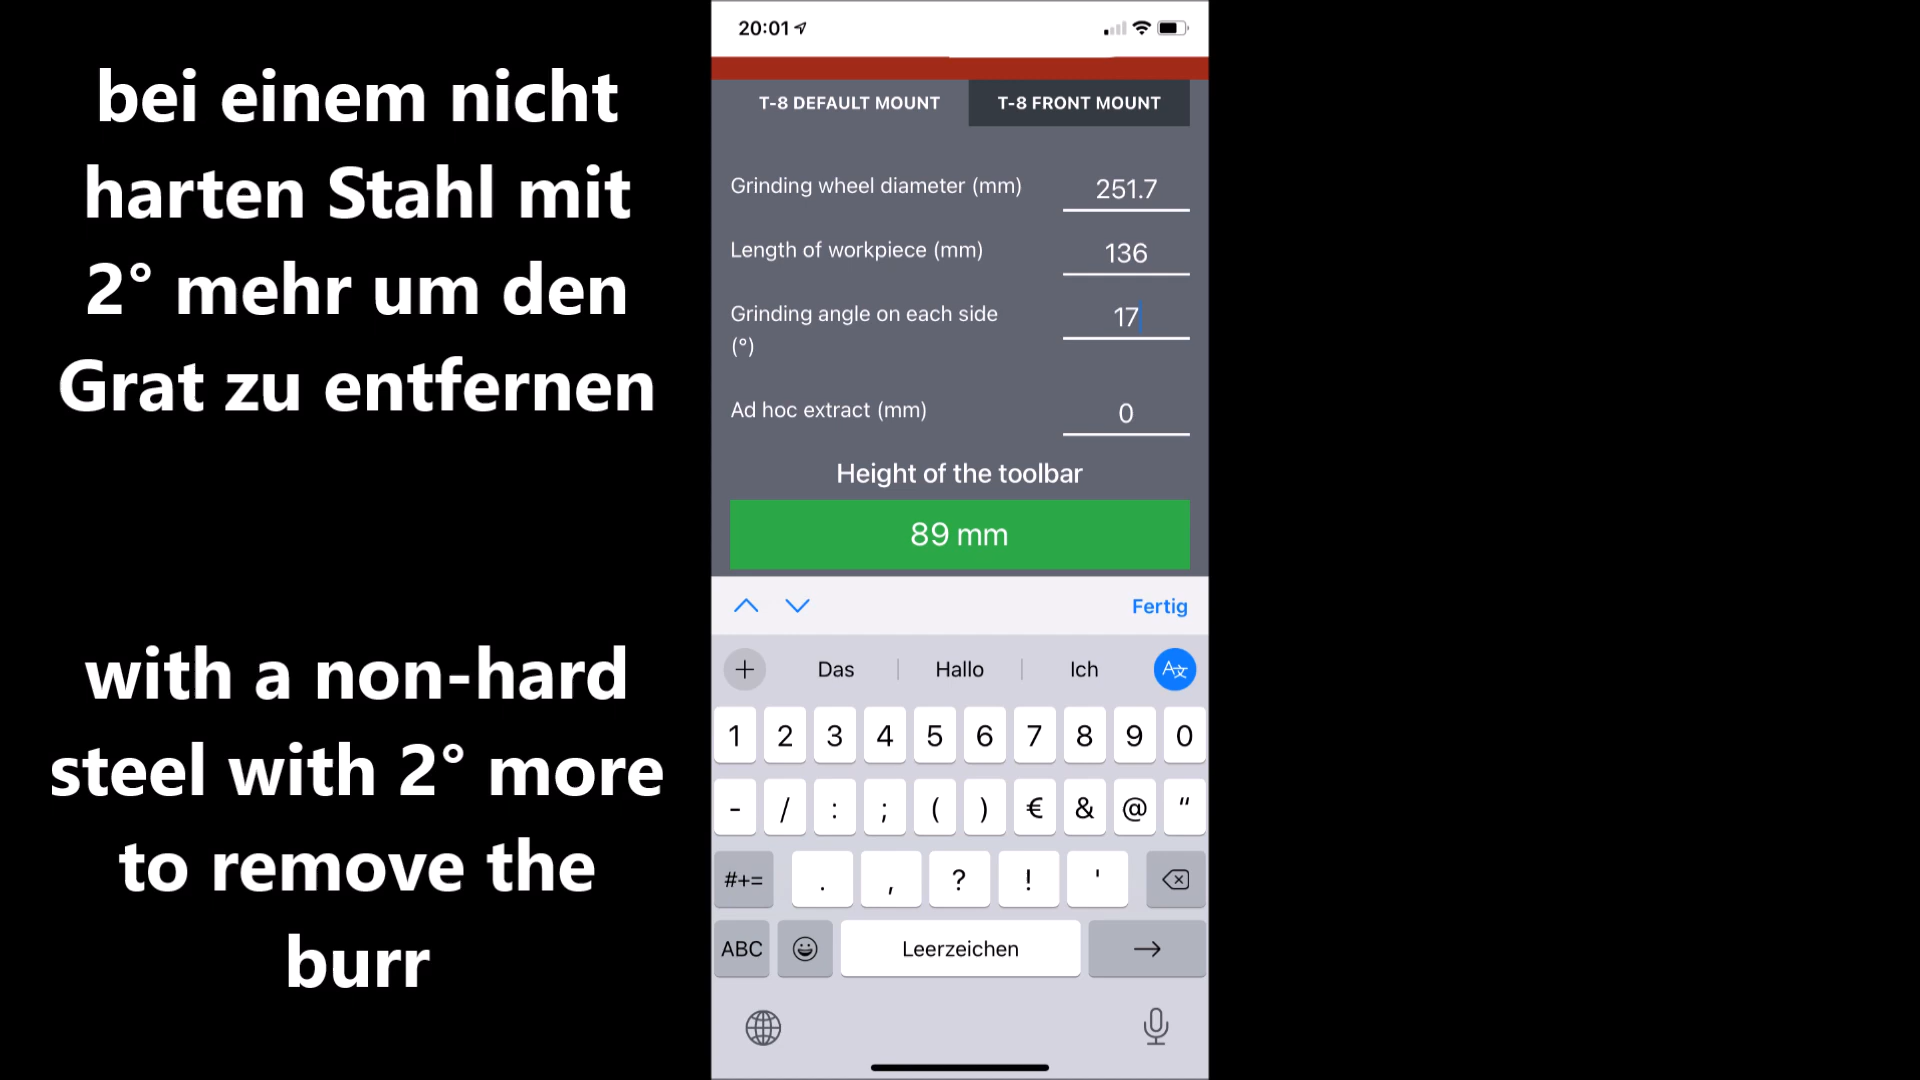 bei einem nicht
harten Stahl mit
2° mehr um den
Grat zu entfernen
with a non-hard
steel with 2° more
to remove the
burr
20:01
T-8 DEFAULT MOUNT
T-8 FRONT MOUNT
Grinding wheel diameter (mm) 251.7
Length of workpiece (mm) 136
Grinding angle on each side 17
(°)
Ad hoc extract (mm) 0
Height of the toolbar
89 mm
Fertig
Das Hallo Ich
1 2 3 4 5 6 7 8 9 0
- / : ; ( ) € & @ “
#+= . , ? ! '
ABC Leerzeichen →